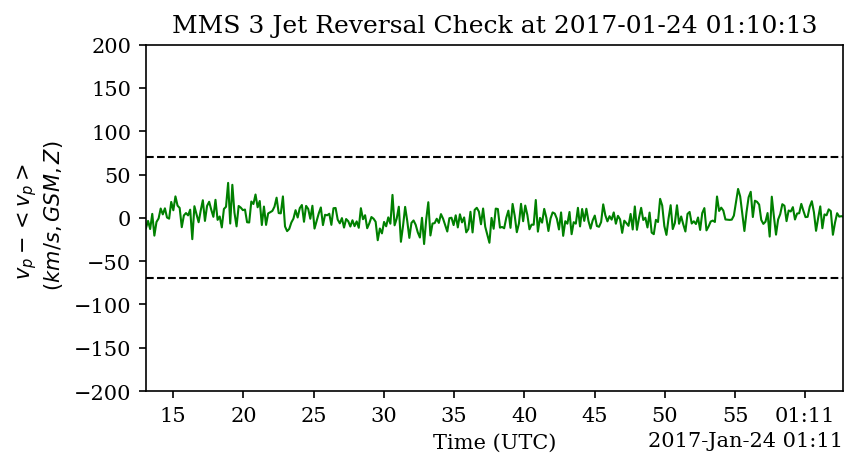 MMS 3 Jet Reversal Check at 2017-01-24 01:10:13
200
150
100
50
0
−50
−100
−150
−200
v_p − < v_p >
(km/s, GSM, Z)
15 20 25 30 35 40 45 50 55 01:11
Time (UTC)
2017-Jan-24 01:11